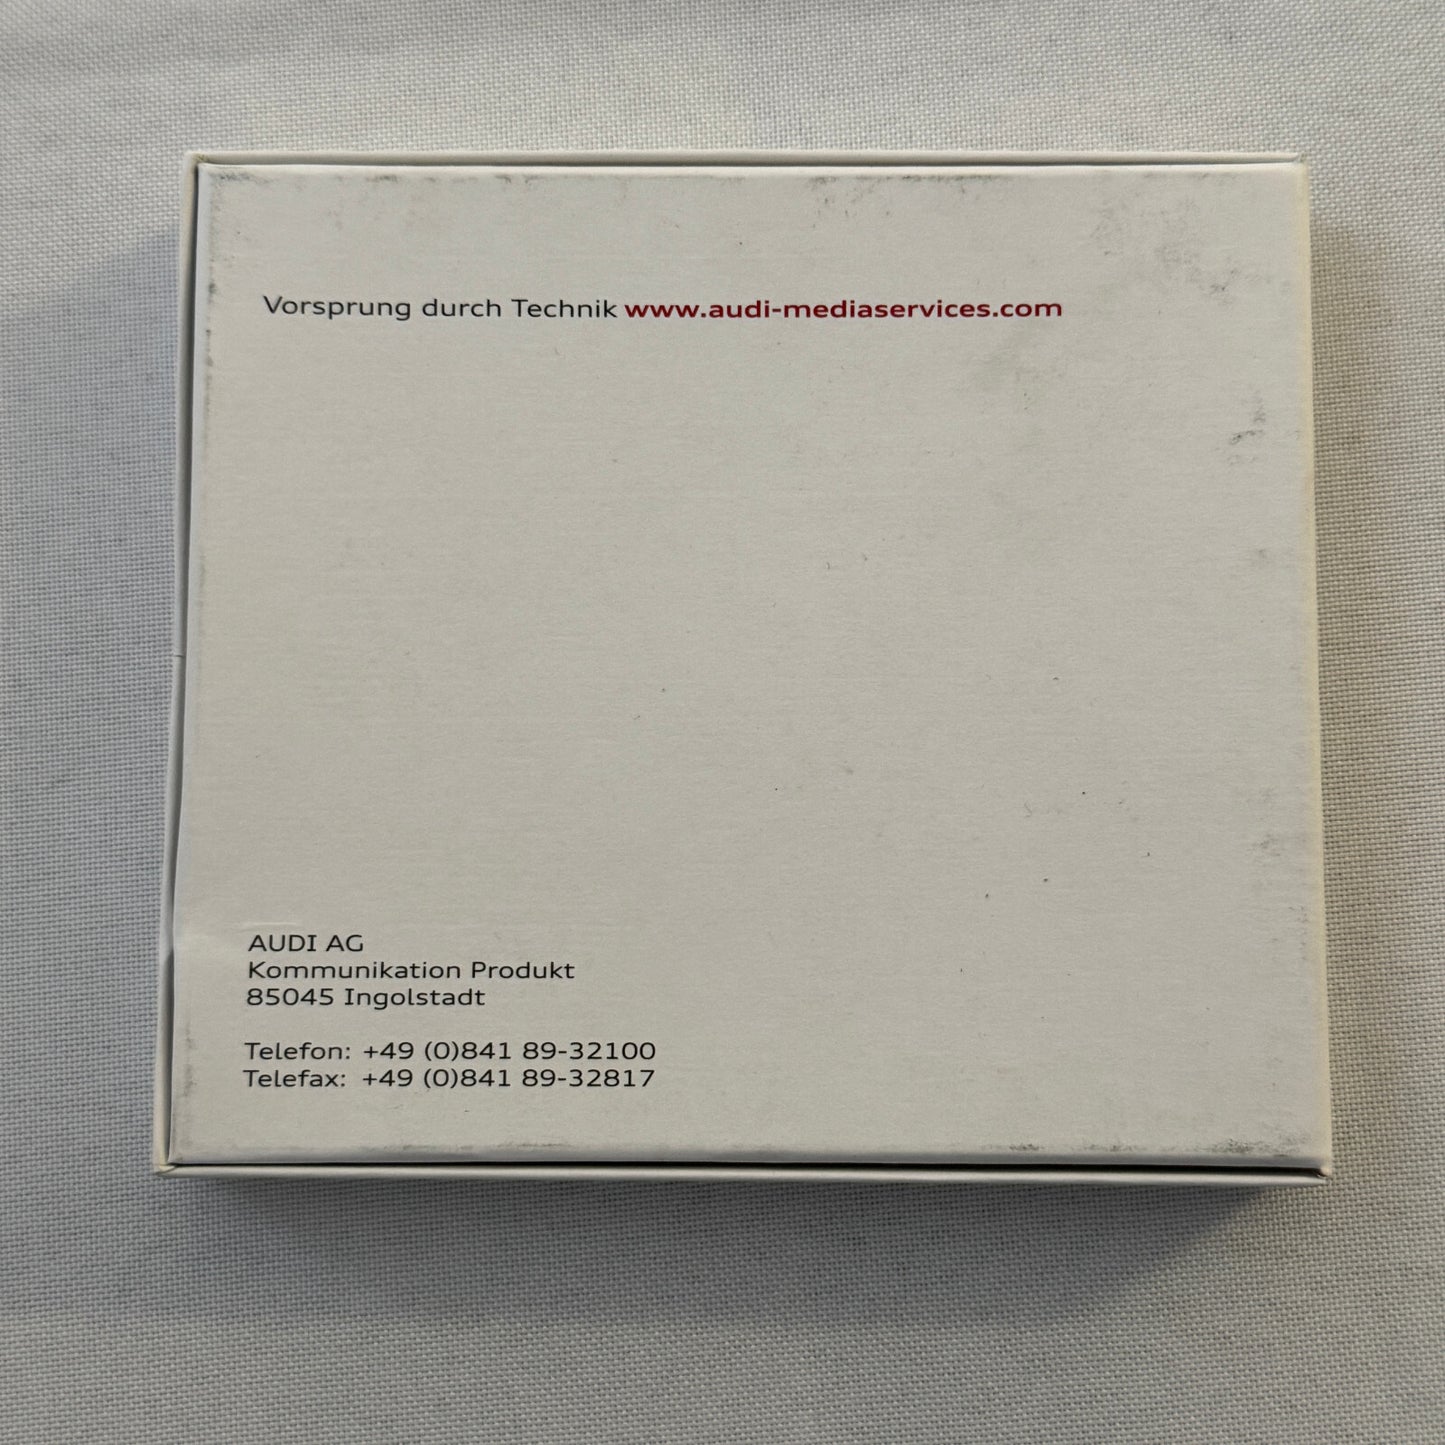 Vorsprung durch Technik www.audi-mediaservices.com
AUDI AG
Kommunikation Produkt
85045 Ingolstadt
Telefon: +49 (0)841 89-32100
Telefax: +49 (0)841 89-32817